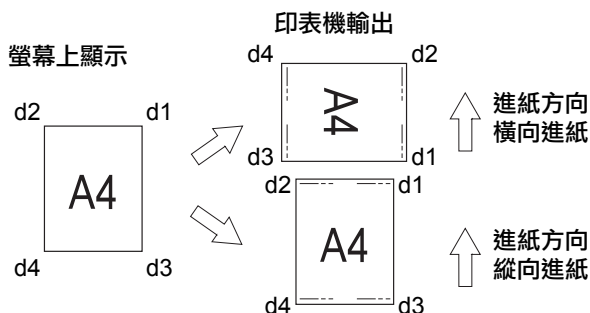 螢幕上顯示
d2 d1
A4
d4 d3
印表機輸出
d4 d2
A4
d3 d1
進紙方向
橫向進紙
d2 d1
A4
d4 d3
進紙方向
縱向進紙